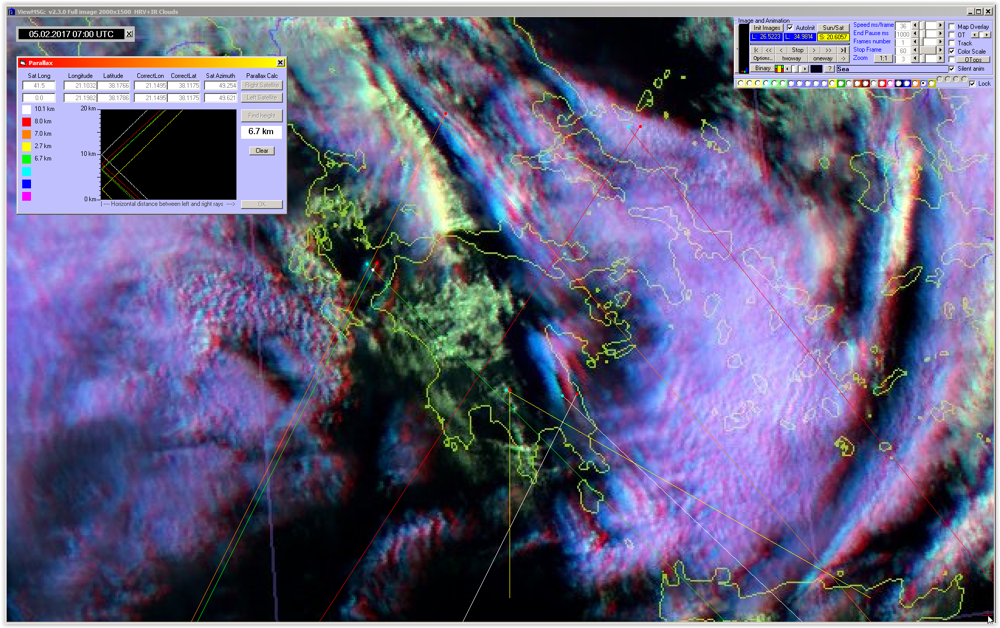 ViewMSG: v2.3.0 Full image 2000x1500 HRV+IR Clouds
05.02.2017 07:00 UTC
Parallax
Sat Long Longitude Latitude CorrectLon CorrectLat Sat Azimuth Parallax Calc
41.5 21.1032 38.1766 21.1495 38.1175 49.254 Right Satellite
0.0 21.1982 38.1786 21.1495 38.1175 49.621 Left Satellite
10.1 km 20 km
8.0 km Find height
7.0 km 6.7 km
2.7 km Clear
6.7 km 10 km
0 km
|---- Horizontal distance between left and right rays ---->
OK
Image and Animation
Init Images AutoInit Sun/Sat
L: 26.5223 L: 34.9814 S: 20.6057
|< << < Stop > >> >|
Options... twoway oneway ->
Binary ? Sea
Speed ms/frame 36
End Pause ms 1000
Frames number 1
Stop Frame 60
Zoom 1:1 3
Map Overlay
OT
Track
Color Scale
OTops
Silent anim
Lock